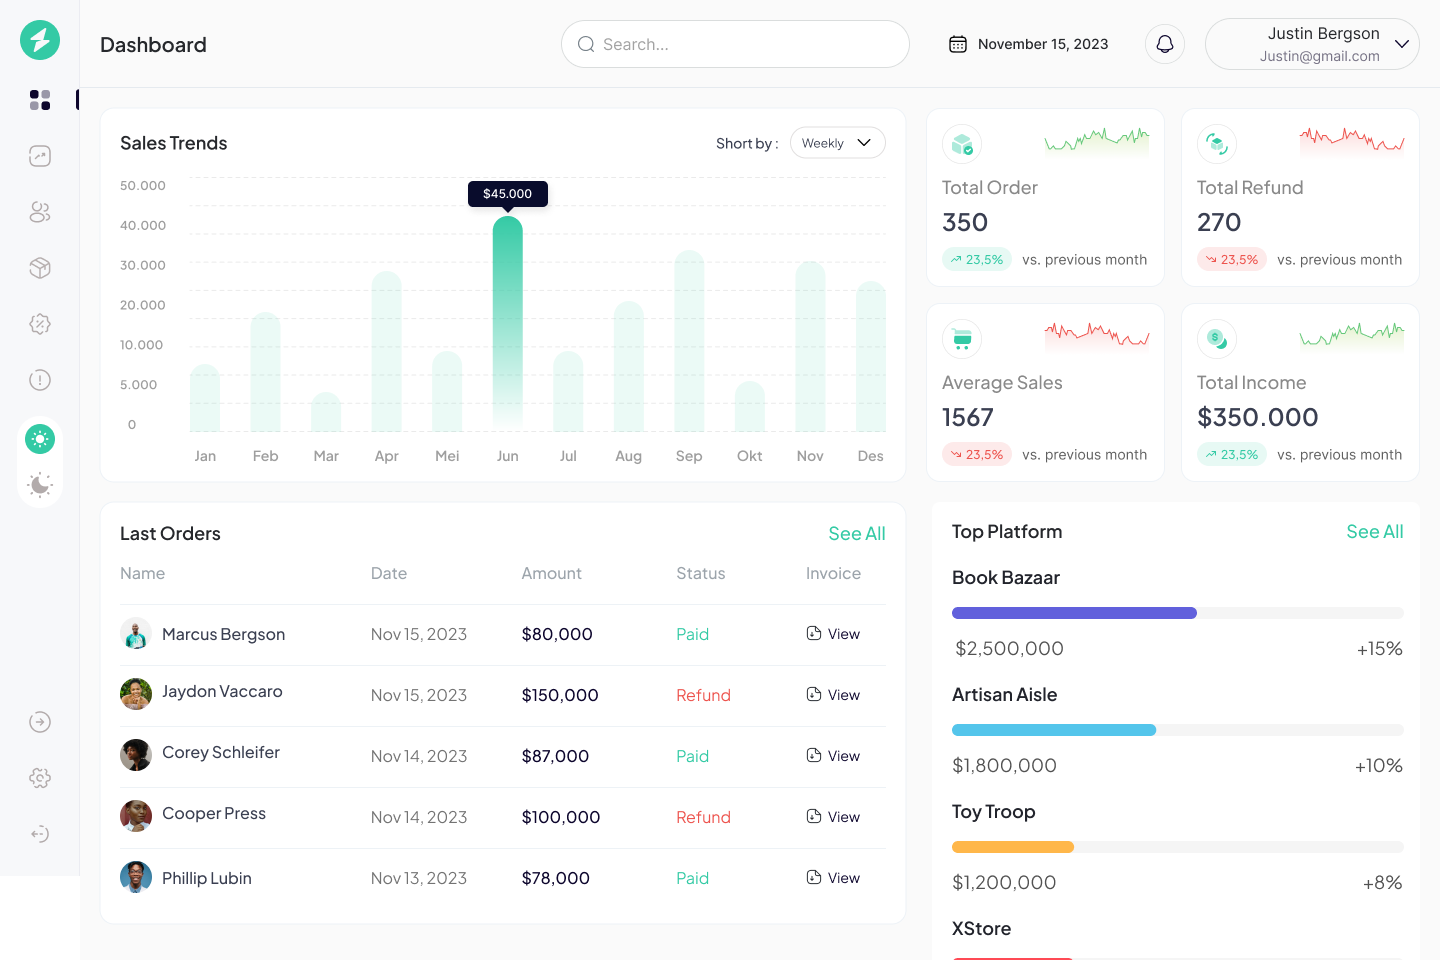 Dashboard
Search...
November 15, 2023
Justin Bergson
Justin@gmail.com
Sales Trends
Short by :
Weekly
50.000
40.000
30.000
20.000
10.000
5.000
0
$45.000
Jan Feb Mar Apr Mei Jun Jul Aug Sep Okt Nov Des
Total Order
350
23,5% vs. previous month
Total Refund
270
23,5% vs. previous month
Average Sales
1567
23,5% vs. previous month
Total Income
$350.000
23,5% vs. previous month
Last Orders
See All
Name Date Amount Status Invoice
Marcus Bergson Nov 15, 2023 $80,000 Paid View
Jaydon Vaccaro Nov 15, 2023 $150,000 Refund View
Corey Schleifer Nov 14, 2023 $87,000 Paid View
Cooper Press Nov 14, 2023 $100,000 Refund View
Phillip Lubin Nov 13, 2023 $78,000 Paid View
Top Platform
See All
Book Bazaar
$2,500,000 +15%
Artisan Aisle
$1,800,000 +10%
Toy Troop
$1,200,000 +8%
XStore